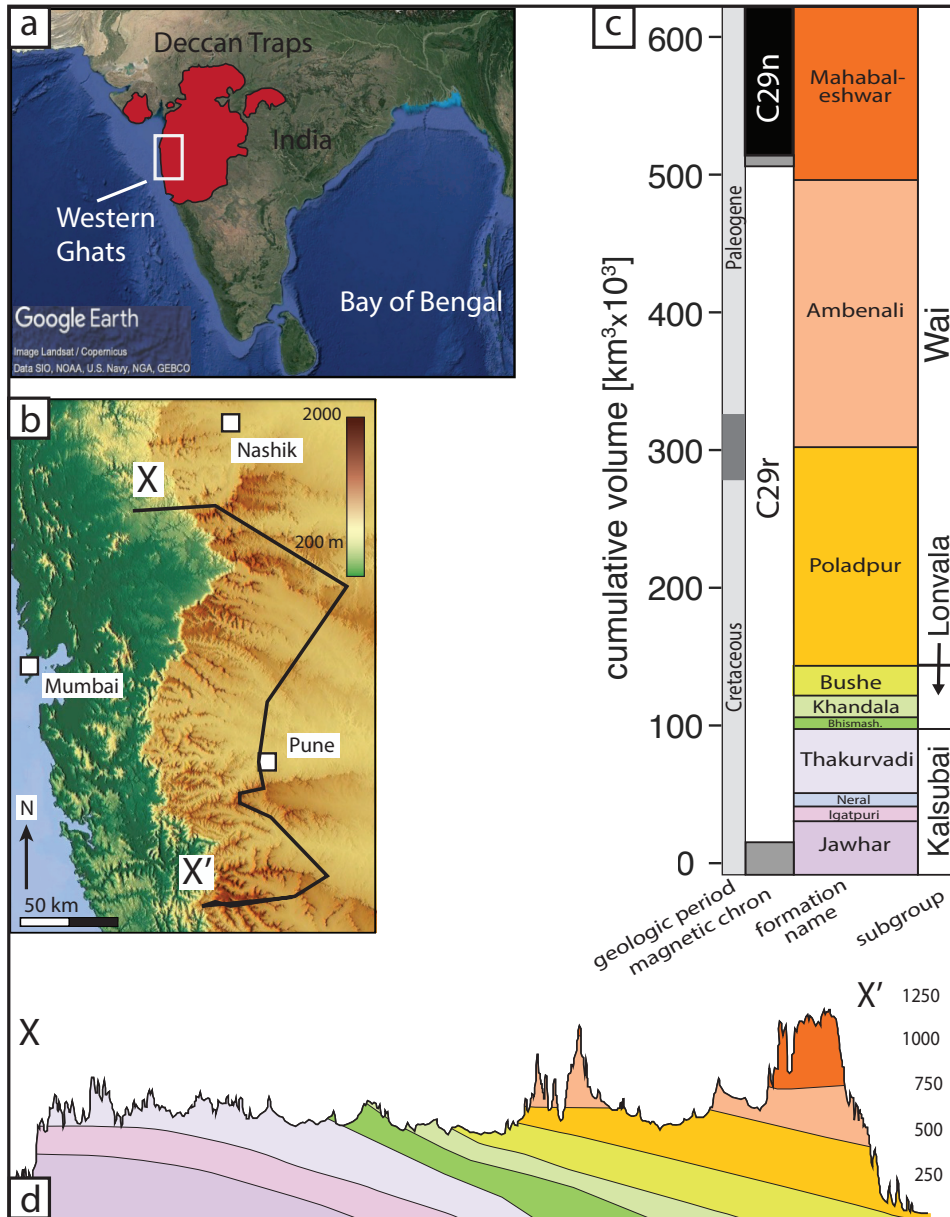 a
Deccan Traps
India
Western
Ghats
Bay of Bengal
Google Earth
Image Landsat / Copernicus
Data SIO, NOAA, U.S. Navy, NGA, GEBCO
b
2000
200 m
Nashik
X
Mumbai
Pune
N
X'
50 km
c
cumulative volume [km³x10³]
600
500
400
300
200
100
0
Paleogene
Cretaceous
C29n
C29r
Mahabal-
eshwar
Ambenali
Poladpur
Bushe
Khandala
Bhismash.
Thakurvadi
Neral
Igatpuri
Jawhar
Wai
Lonvala
Kalsubai
geologic period
magnetic chron
formation
name
subgroup
X
X'
1250
1000
750
500
250
d